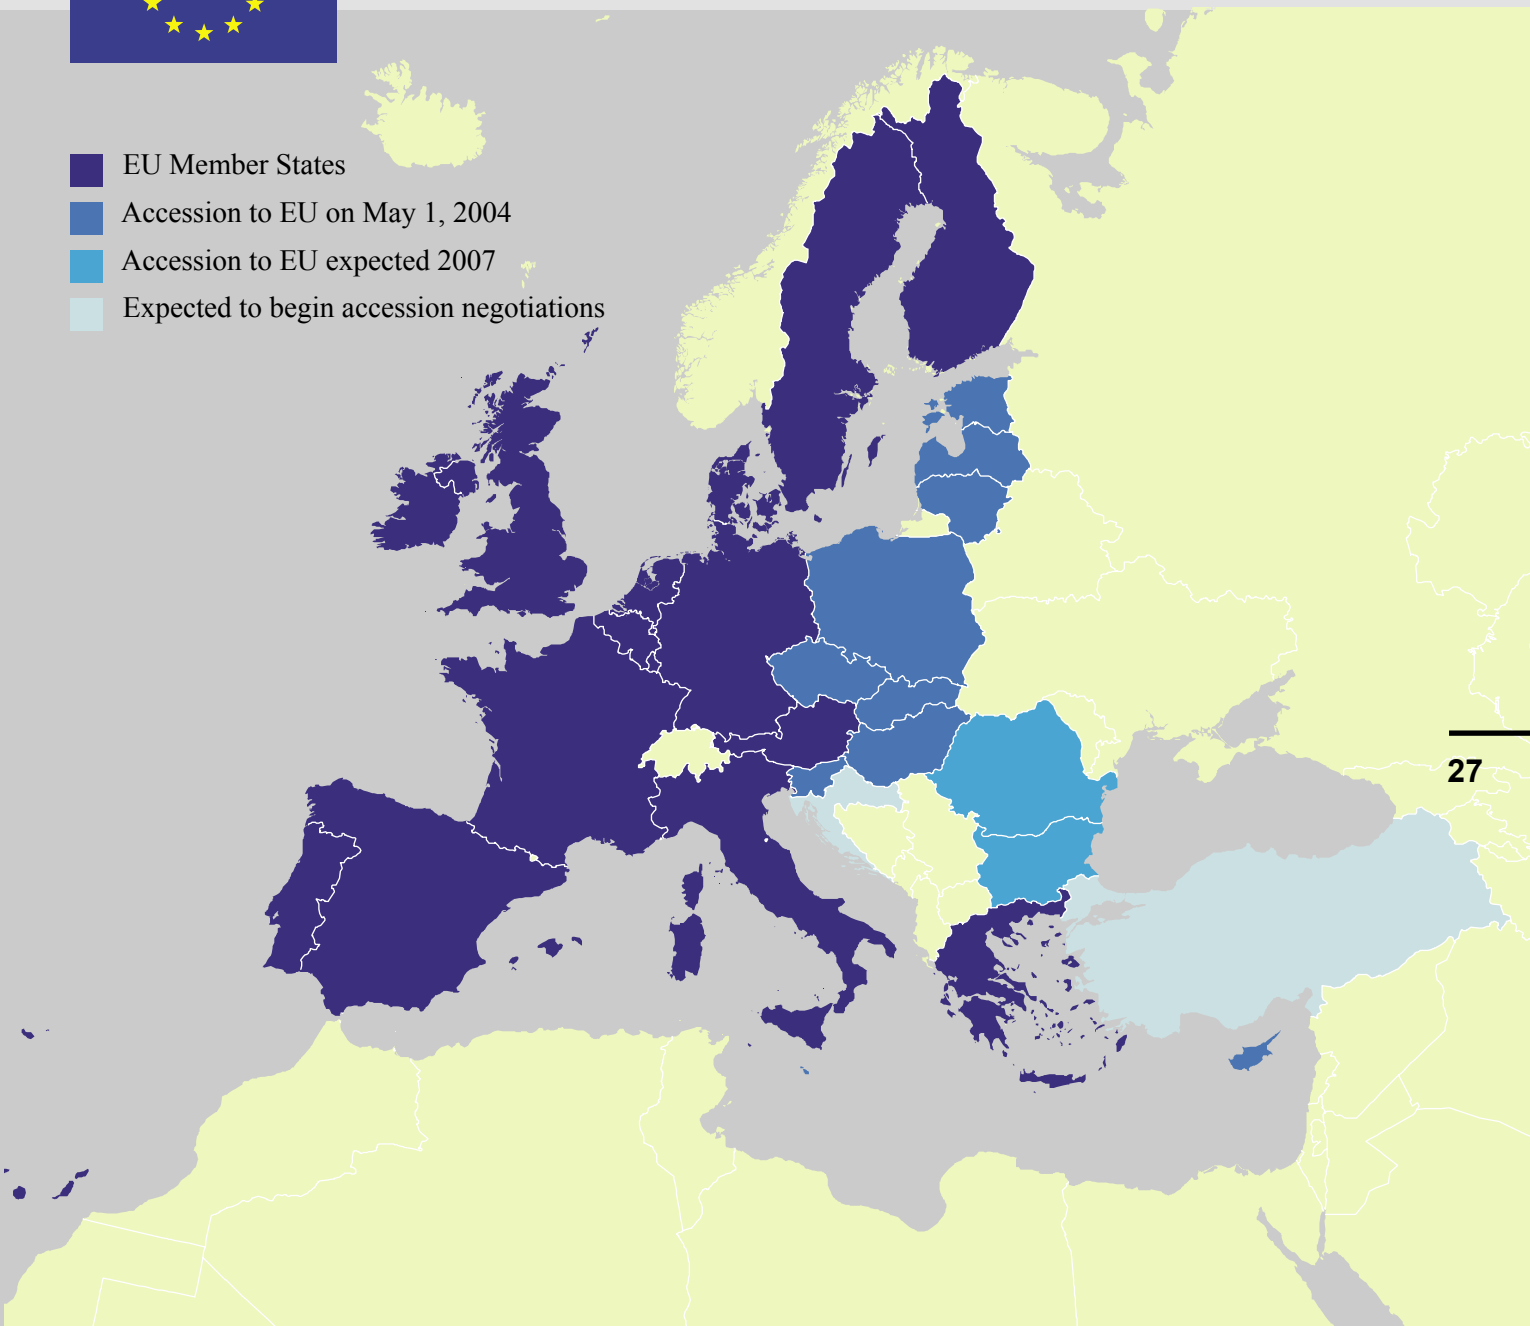 EU Member States
Accession to EU on May 1, 2004
Accession to EU expected 2007
Expected to begin accession negotiations
27